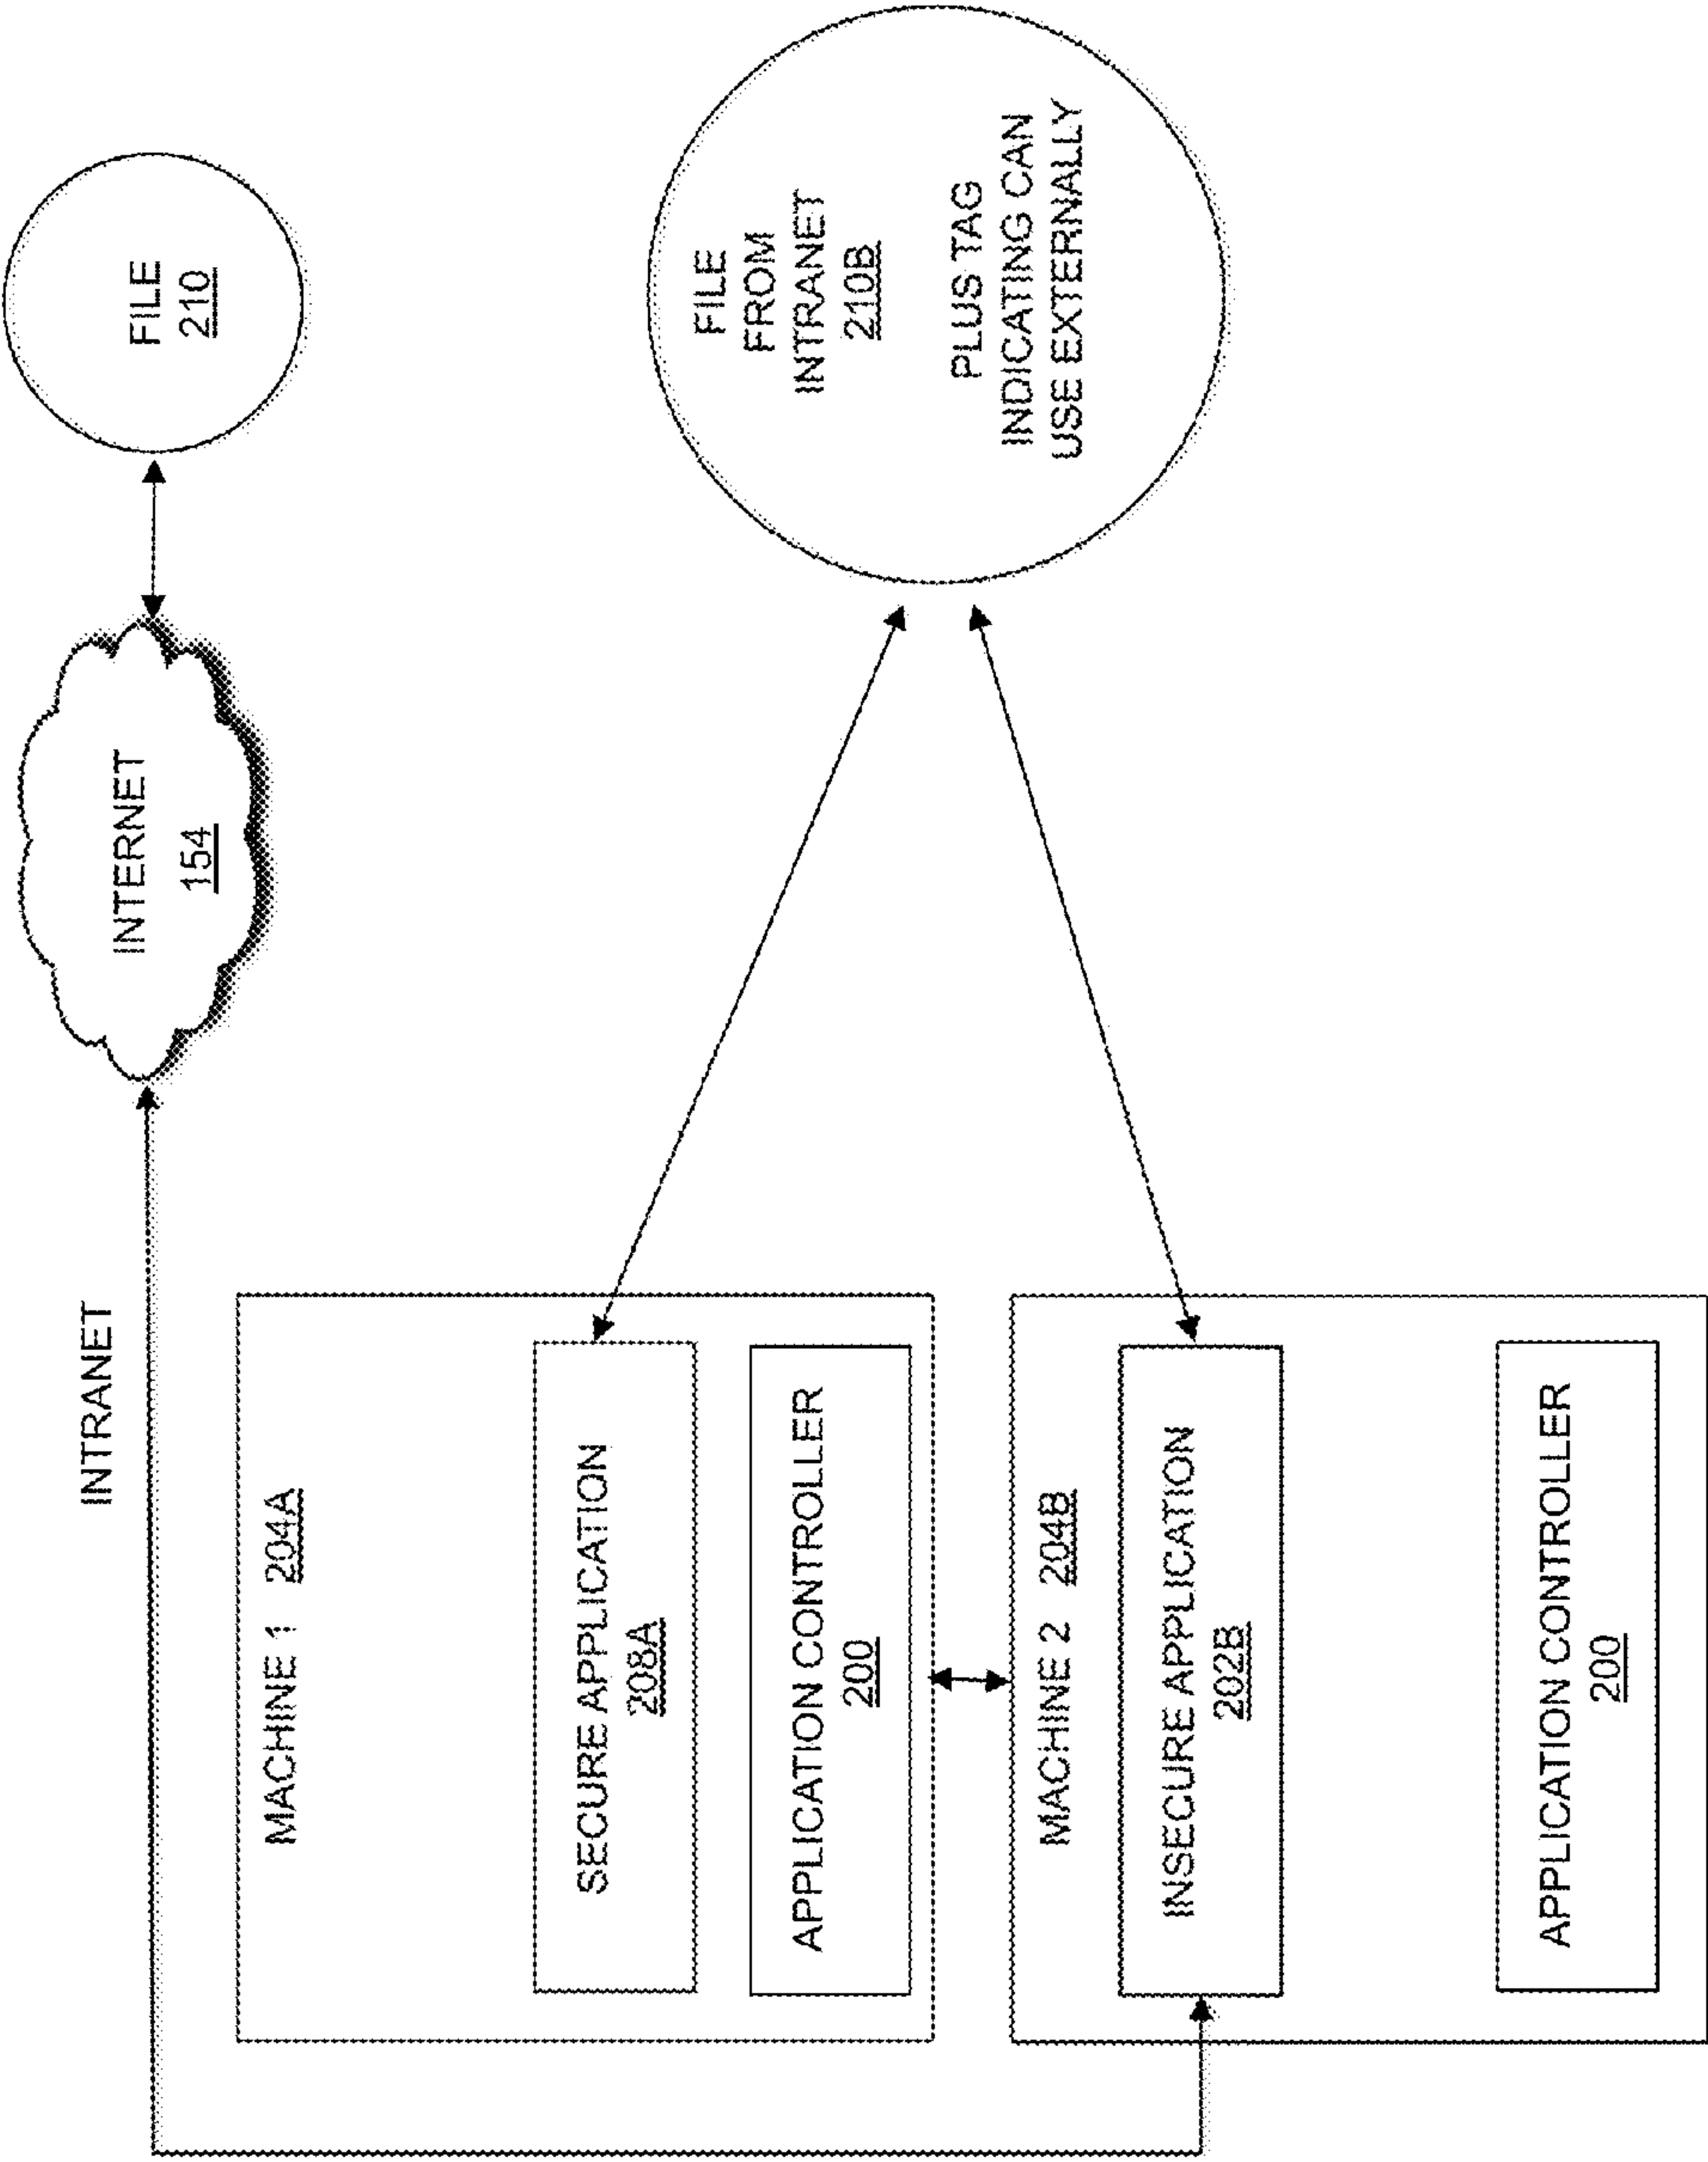 INTRANET
MACHINE 1 204A
SECURE APPLICATION
208A
APPLICATION CONTROLLER
200
MACHINE 2 204B
INSECURE APPLICATION
202B
APPLICATION CONTROLLER
200
INTERNET
154
FILE
210
FILE
FROM
INTRANET
210B
PLUS TAG
INDICATING CAN
USE EXTERNALLY